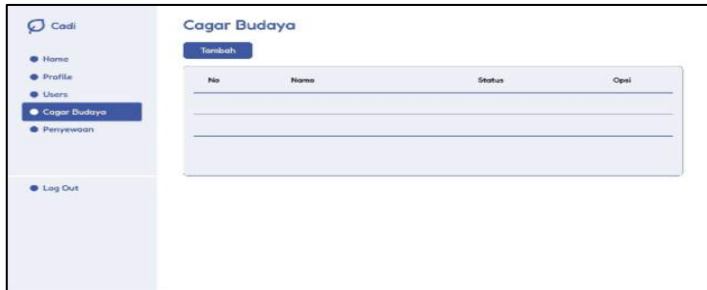 Cadi
Home
Profile
Users
Cagar Budaya
Penyewaan
Log Out
Cagar Budaya
Tambah
No Nama Status Opsi